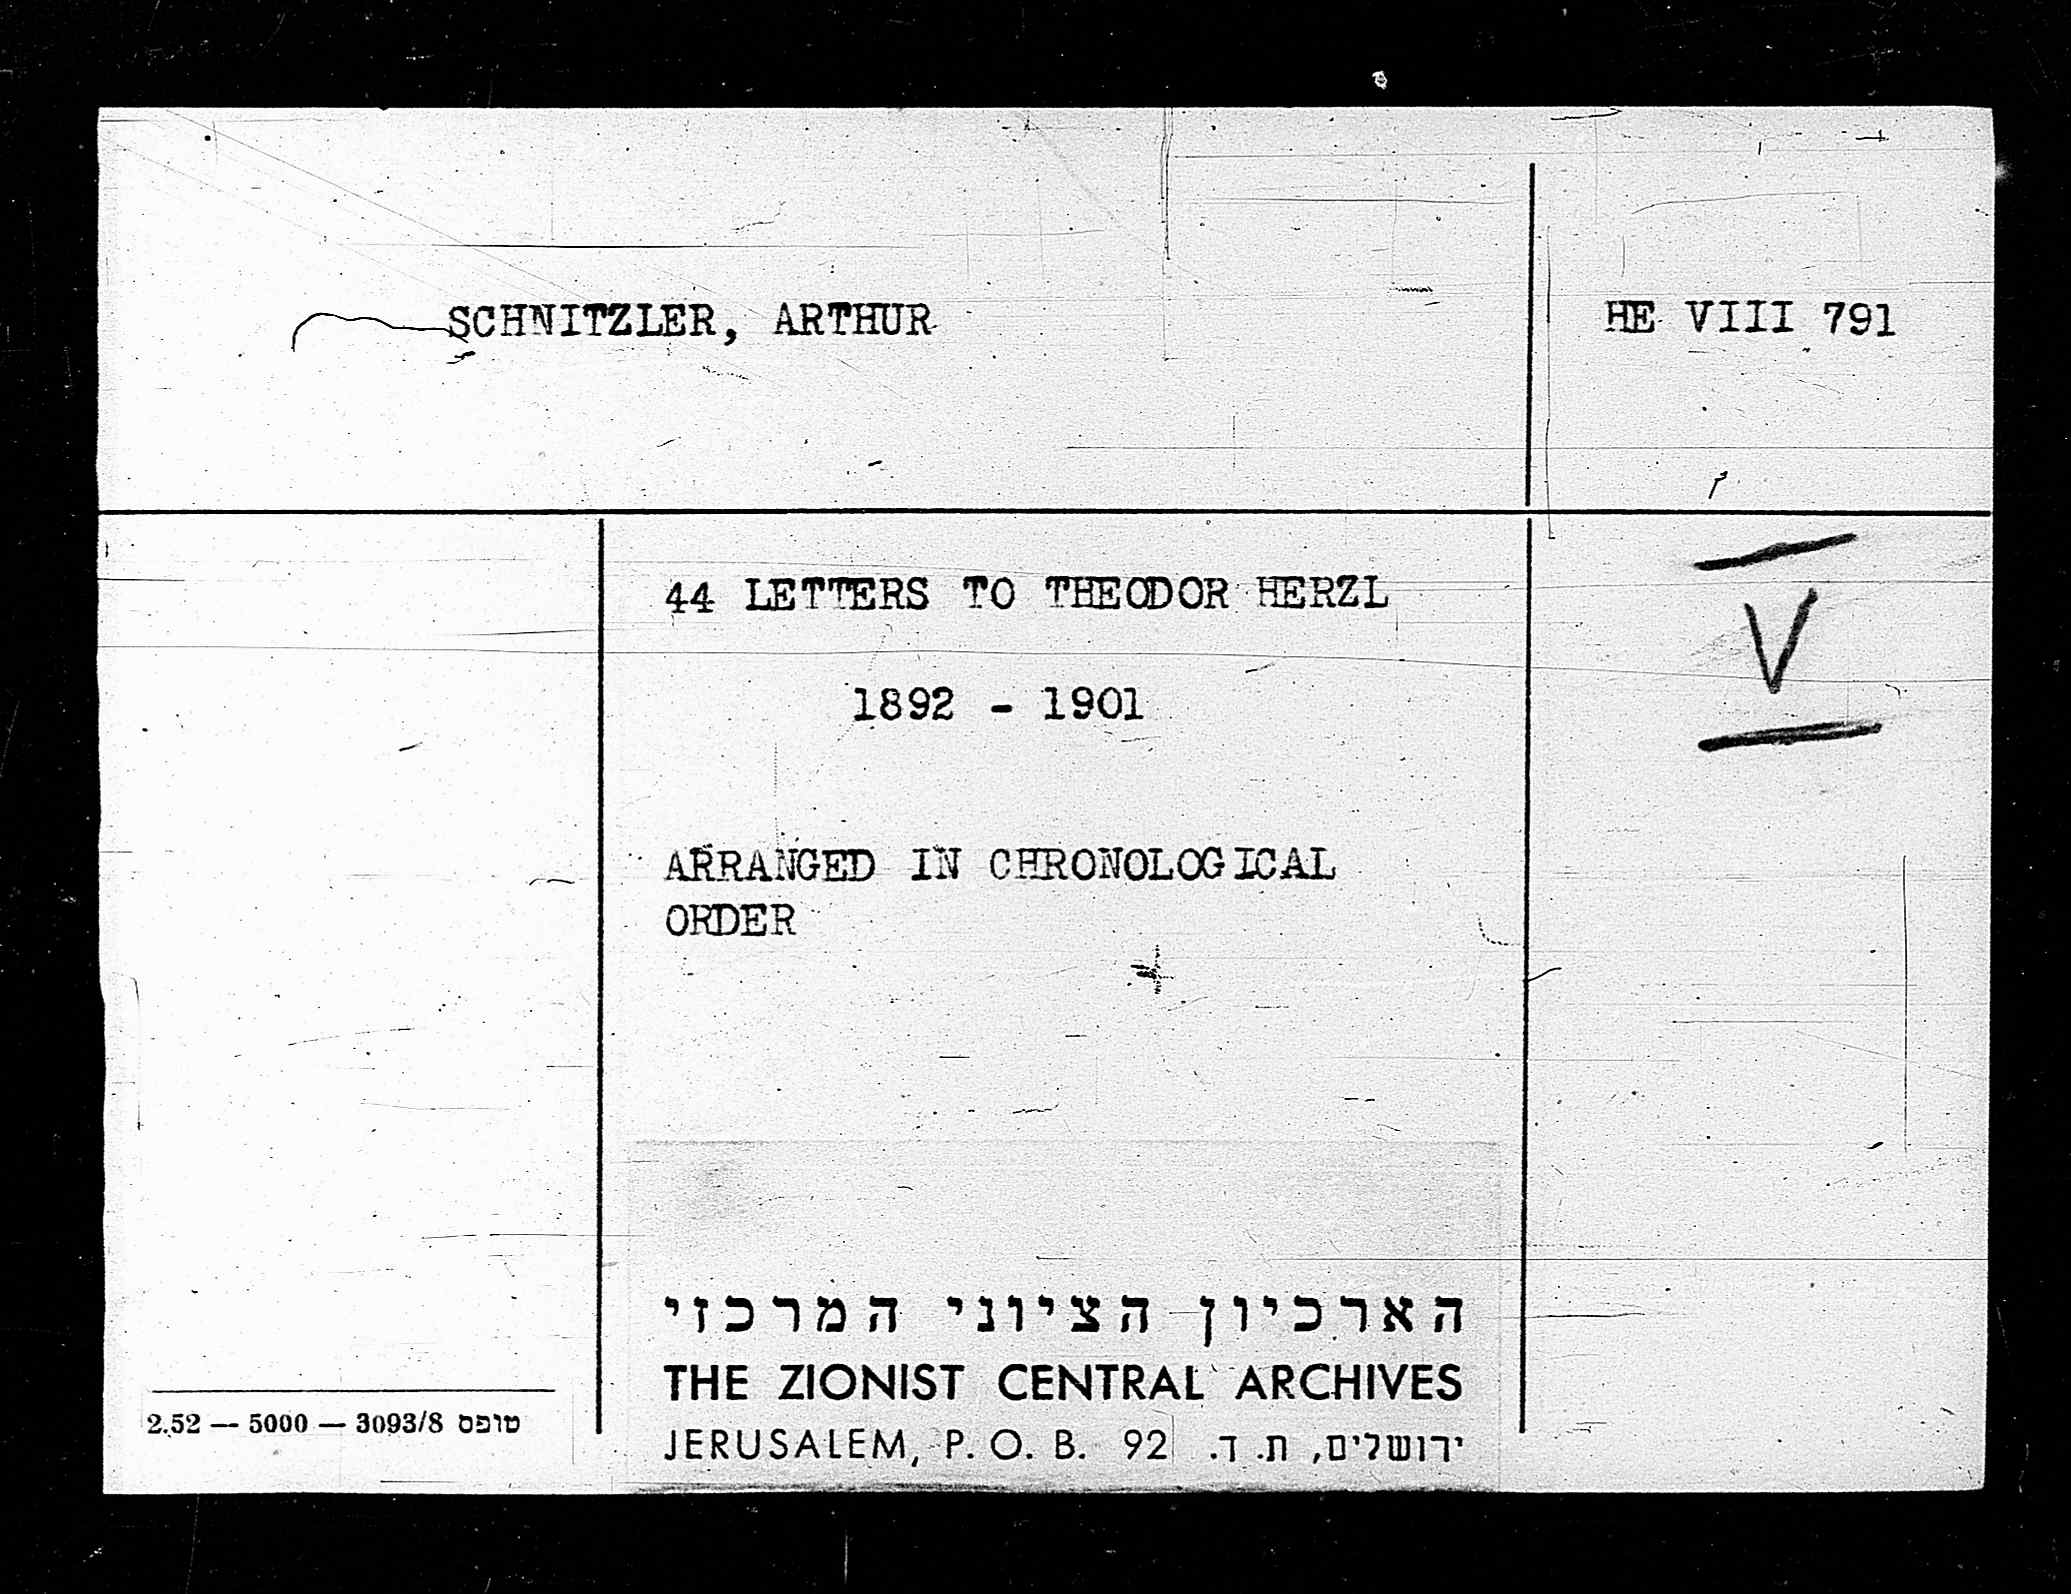 SCHNITZLER, ARTHUR
HE VIII 791
44 LETTERS TO THEODOR HERZL
1892 - 1901
V
ARRANGED IN CHRONOLOGICAL
ORDER
הארכיון הציוני המרכזי
THE ZIONIST CENTRAL ARCHIVES
JERUSALEM, P. O. B. 92 ירושלים, ת. ד.
טופס 3093/8 — 5000 — 2.52